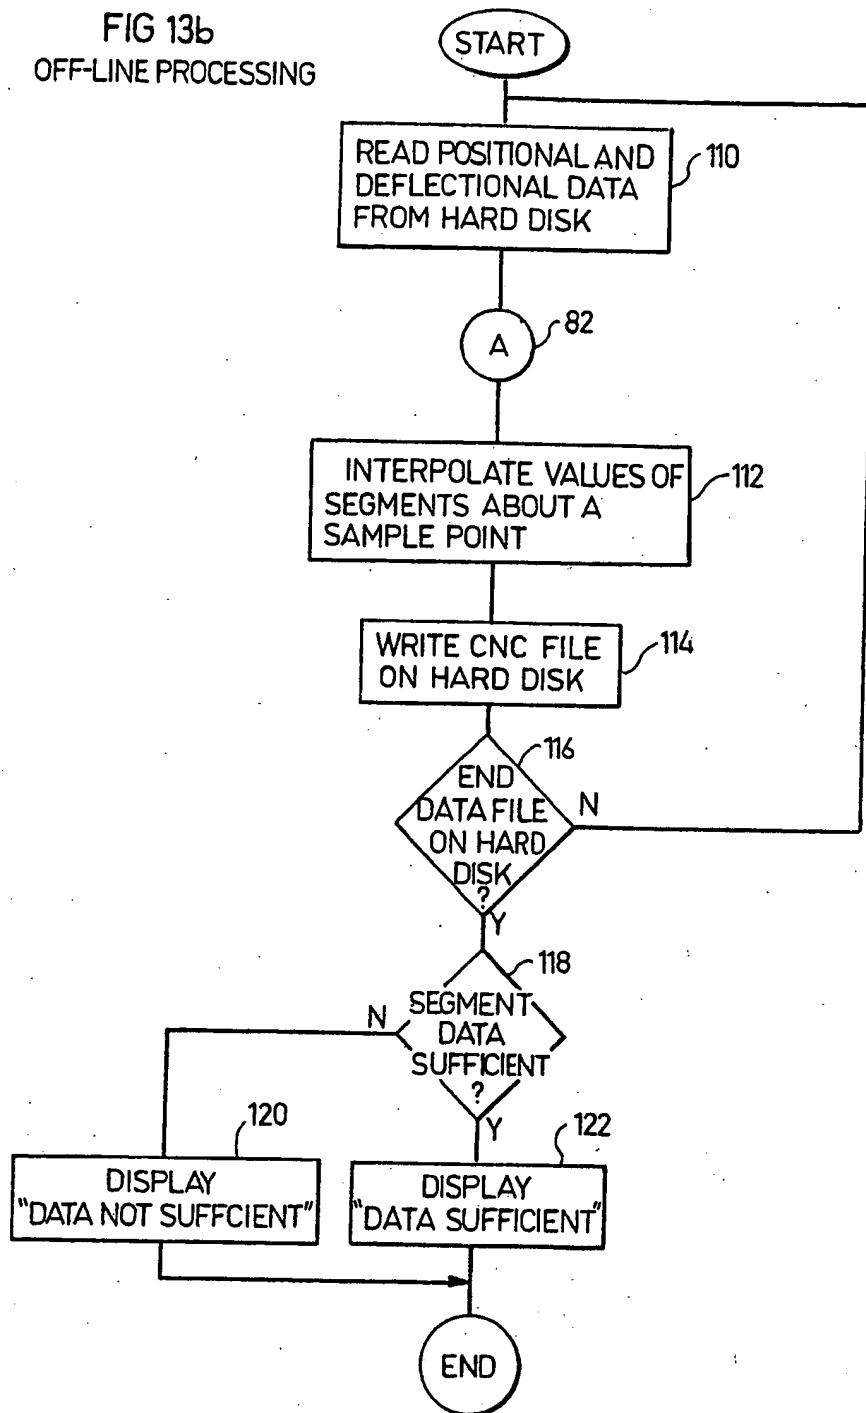 FIG 13b
OFF-LINE PROCESSING
START
READ POSITIONAL AND
DEFLECTIONAL DATA
FROM HARD DISK
110
A
82
INTERPOLATE VALUES OF
SEGMENTS ABOUT A
SAMPLE POINT
112
WRITE CNC FILE
ON HARD DISK
114
116
END
DATA FILE
ON HARD
DISK
?
N
Y
118
SEGMENT
DATA
SUFFICIENT
?
N
Y
120
DISPLAY
"DATA NOT SUFFCIENT"
122
DISPLAY
"DATA SUFFICIENT"
END